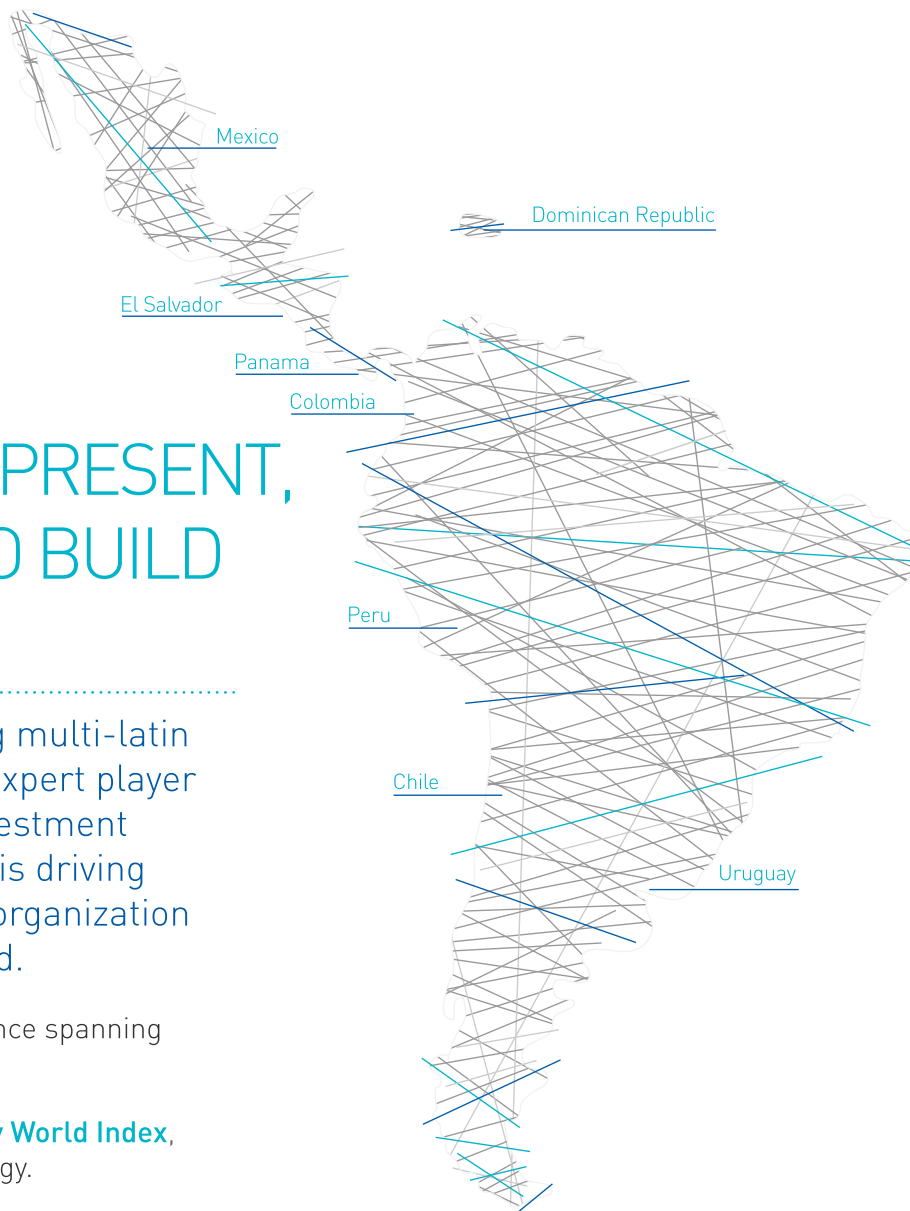 Mexico
Dominican Republic
El Salvador
Panama
Colombia
PRESENT,
O BUILD
Peru
g multi-latin
xpert player
Chile
estment
is driving
Uruguay
organization
d.
nce spanning
y World Index,
gy.